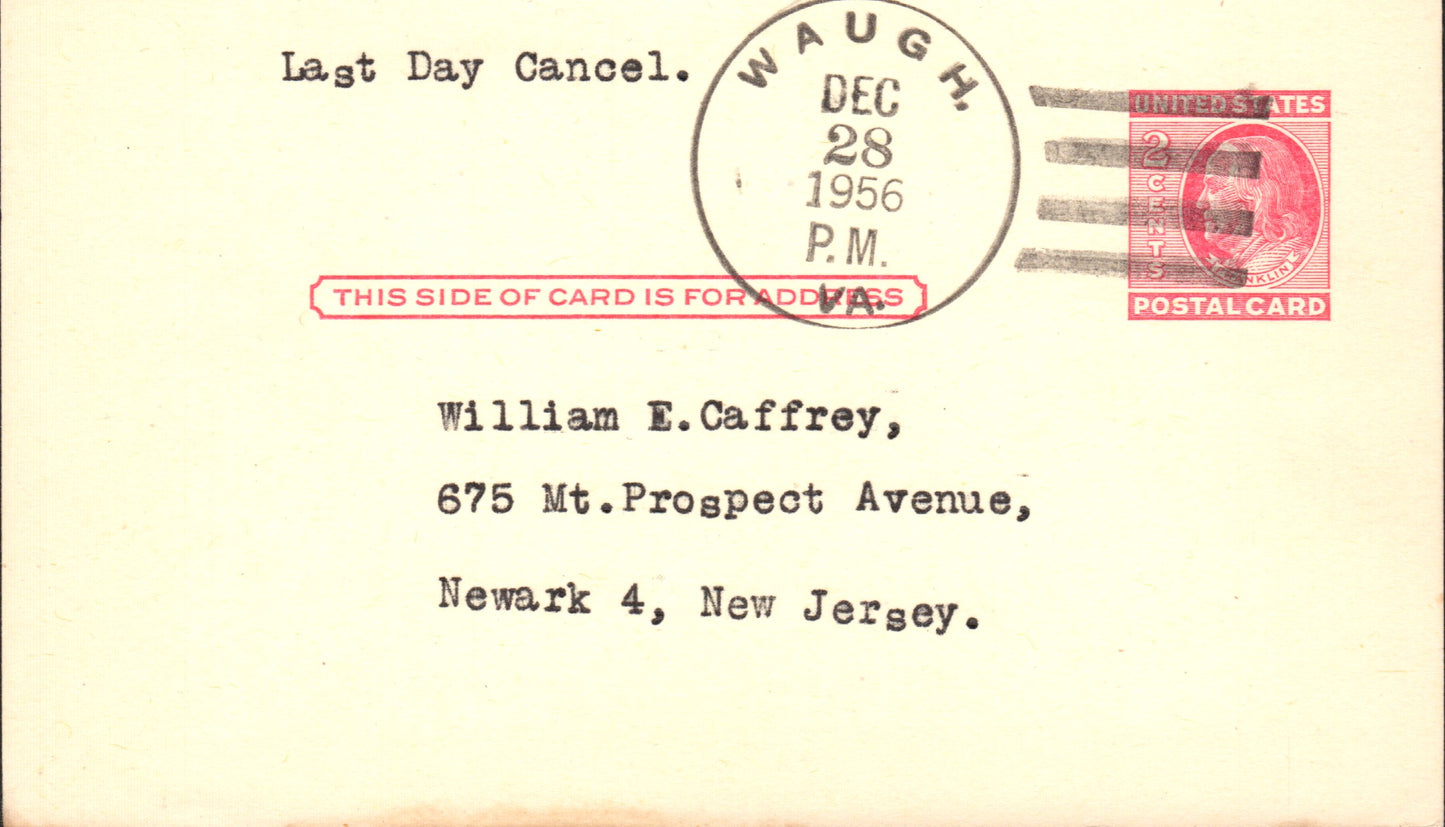 Last Day Cancel.
WAUGH,
DEC
28
1956
P.M.
VA.
UNITED STATES
2
CENTS
FRANKLIN
POSTAL CARD
THIS SIDE OF CARD IS FOR ADDRESS
William E.Caffrey,
675 Mt.Prospect Avenue,
Newark 4, New Jersey.